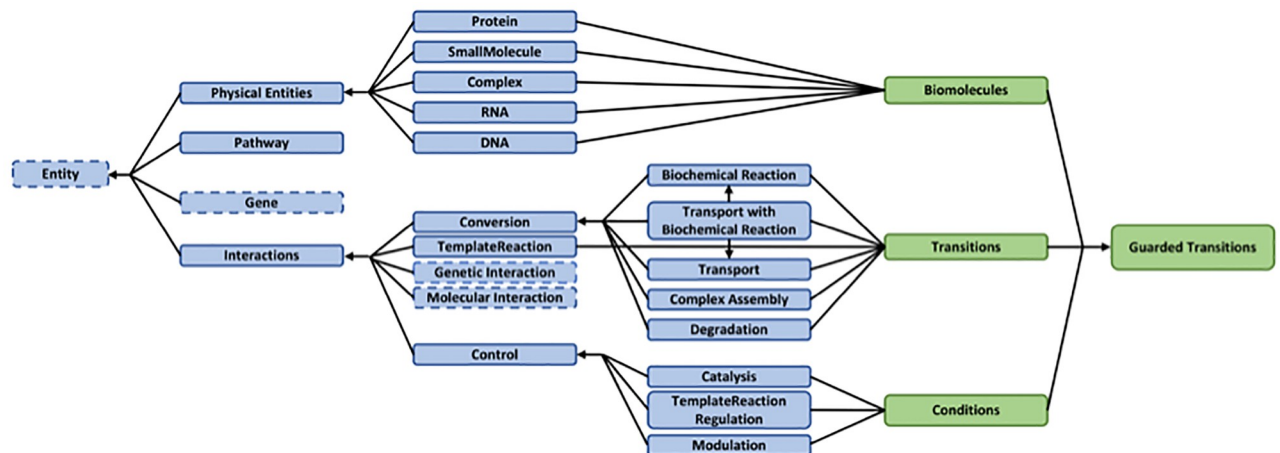 Protein
SmallMolecule
Complex
RNA
DNA
Physical Entities
Pathway
Entity
Gene
Interactions
Conversion
TemplateReaction
Genetic Interaction
Molecular Interaction
Control
Biochemical Reaction
Transport with
Biochemical Reaction
Transport
Complex Assembly
Degradation
Catalysis
TemplateReaction
Regulation
Modulation
Biomolecules
Transitions
Conditions
Guarded Transitions